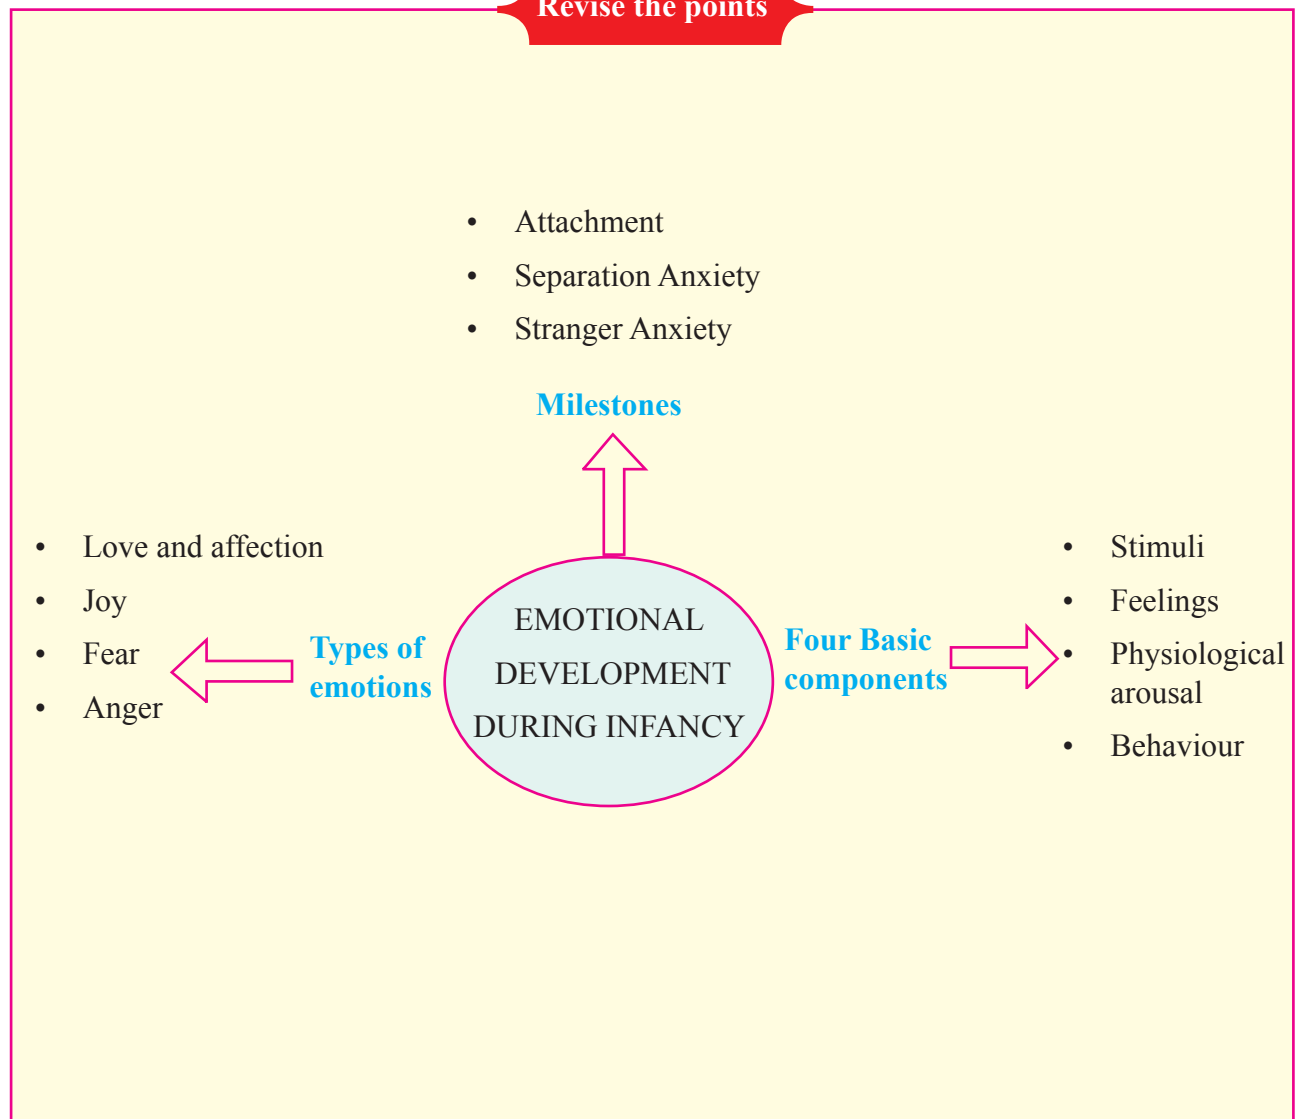 Revise the points
• Attachment
• Separation Anxiety
• Stranger Anxiety
Milestones
• Love and affection
• Joy
• Fear
• Anger
Types of
emotions
EMOTIONAL
DEVELOPMENT
DURING INFANCY
Four Basic
components
• Stimuli
• Feelings
• Physiological
arousal
• Behaviour